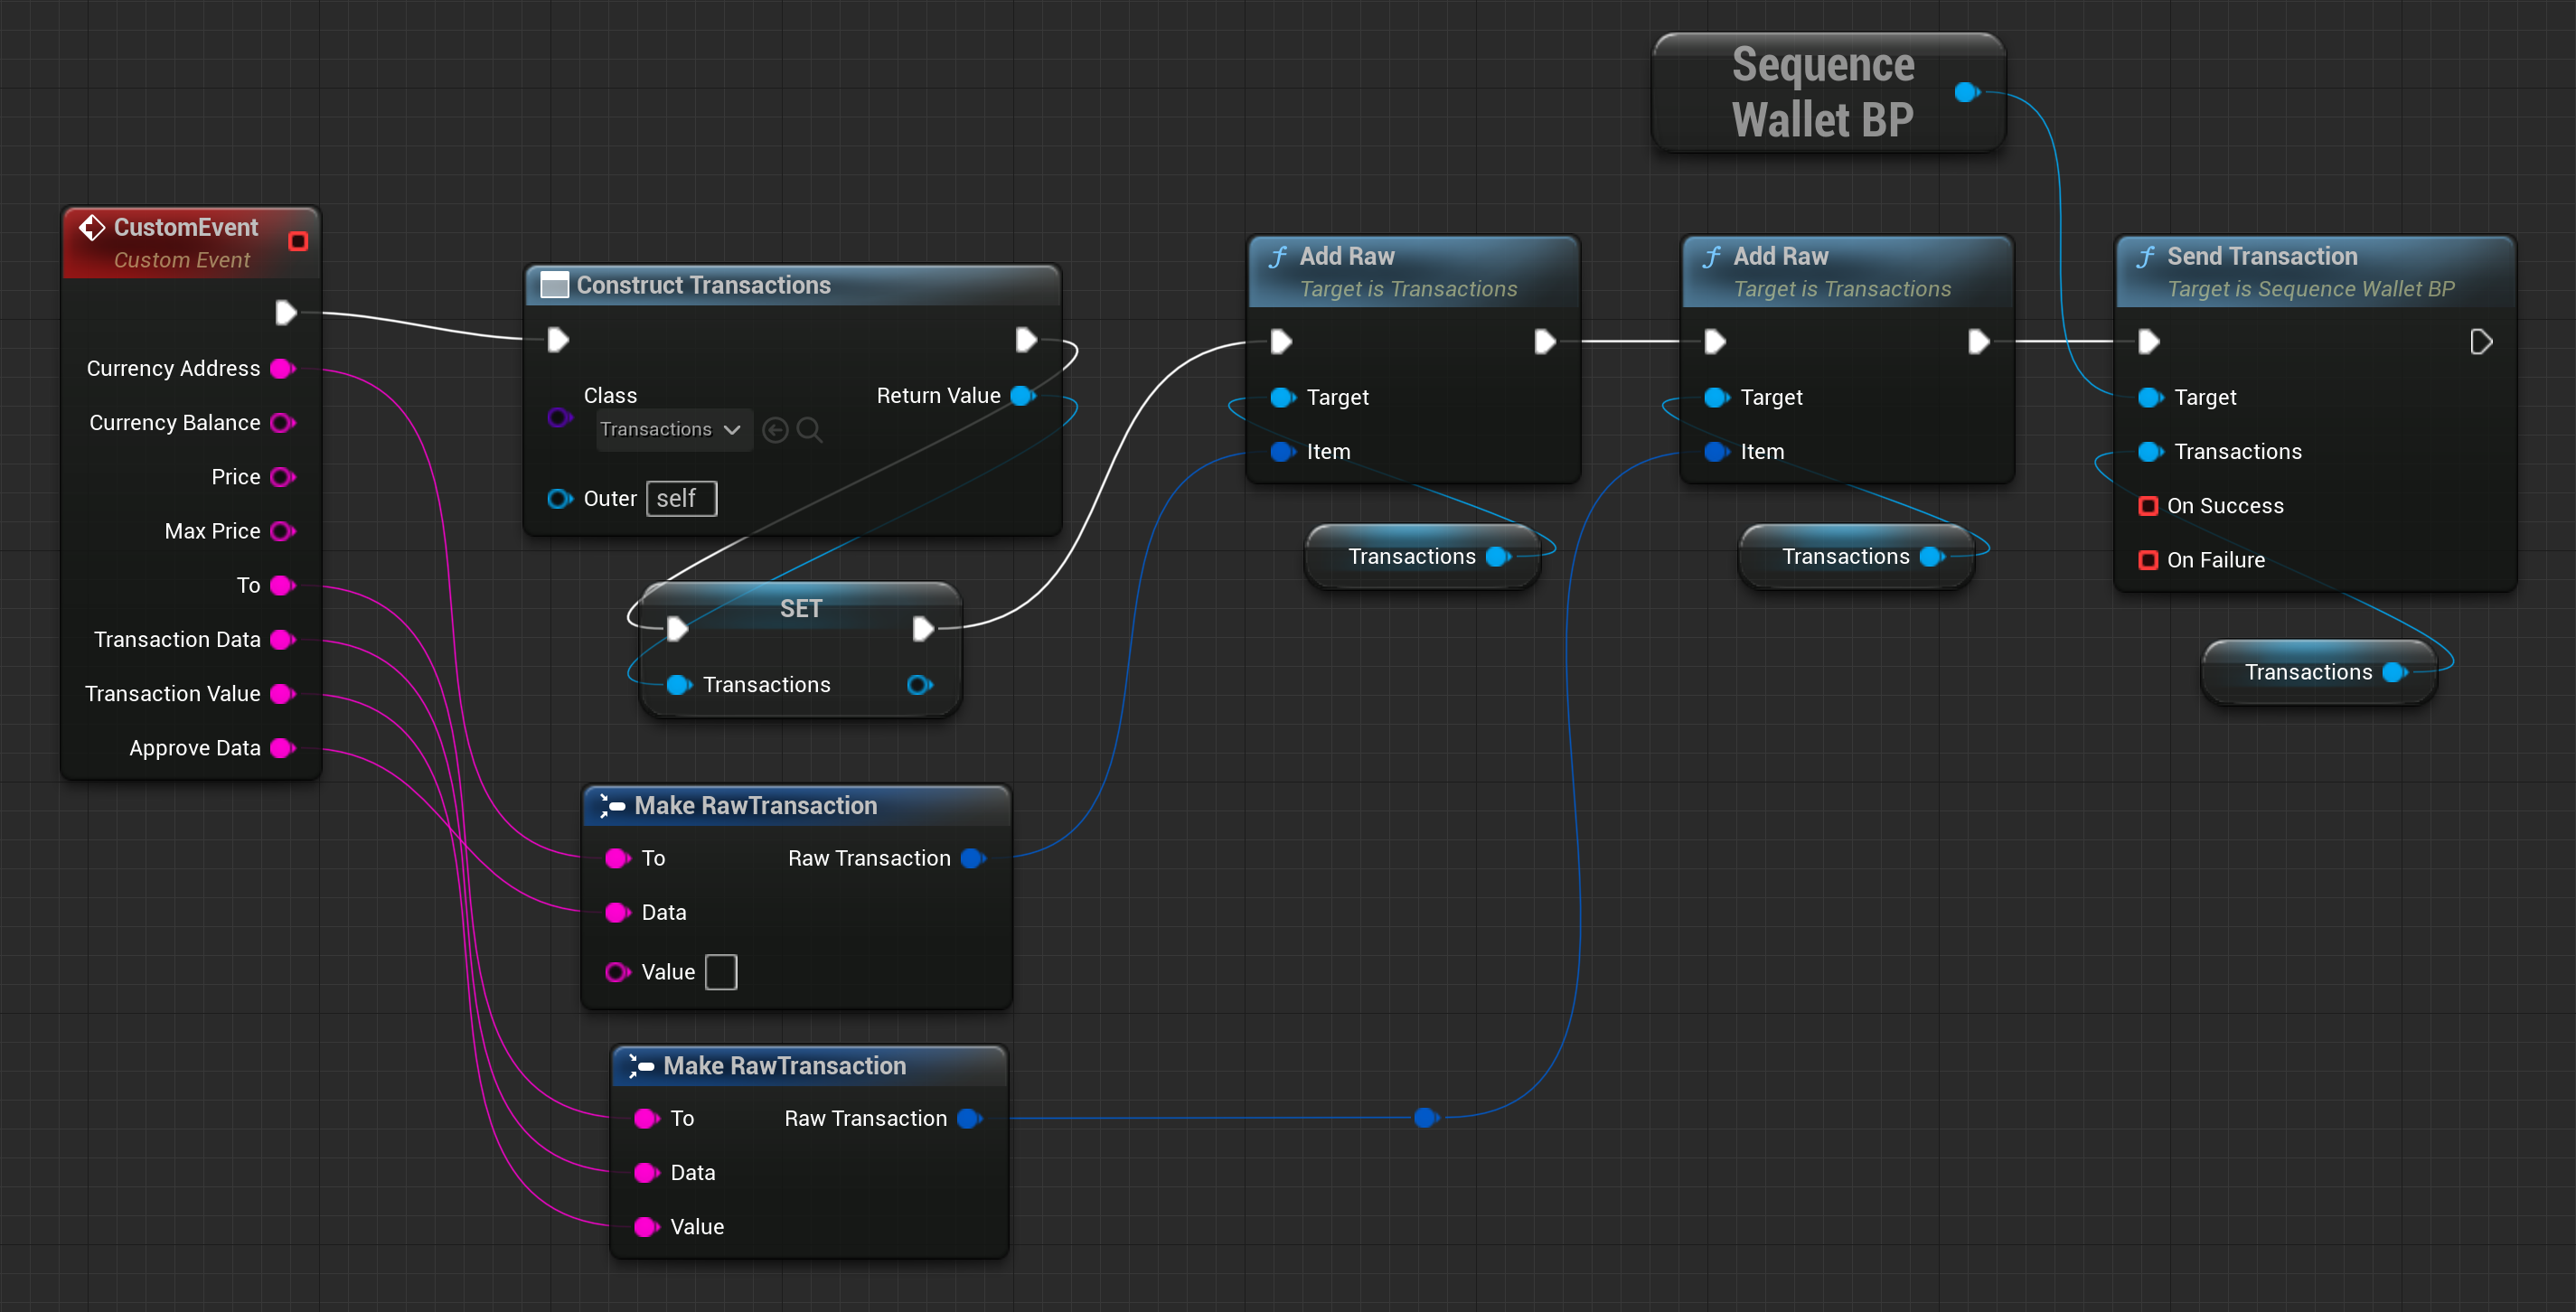 Sequence
Wallet BP
CustomEvent
Custom Event
Currency Address
Currency Balance
Price
Max Price
To
Transaction Data
Transaction Value
Approve Data
Construct Transactions
Class
Return Value
Transactions
Outer self
SET
Transactions
Make RawTransaction
To Raw Transaction
Data
Value
Make RawTransaction
To Raw Transaction
Data
Value
f Add Raw
Target is Transactions
Target
Item
Transactions
f Add Raw
Target is Transactions
Target
Item
Transactions
f Send Transaction
Target is Sequence Wallet BP
Target
Transactions
On Success
On Failure
Transactions